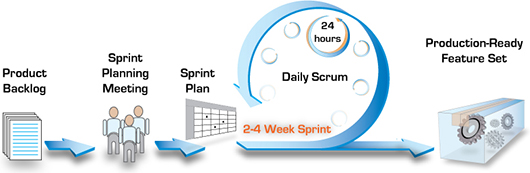 Product
Backlog
Sprint
Planning
Meeting
Sprint
Plan
24
hours
Daily Scrum
2-4 Week Sprint
Production-Ready
Feature Set